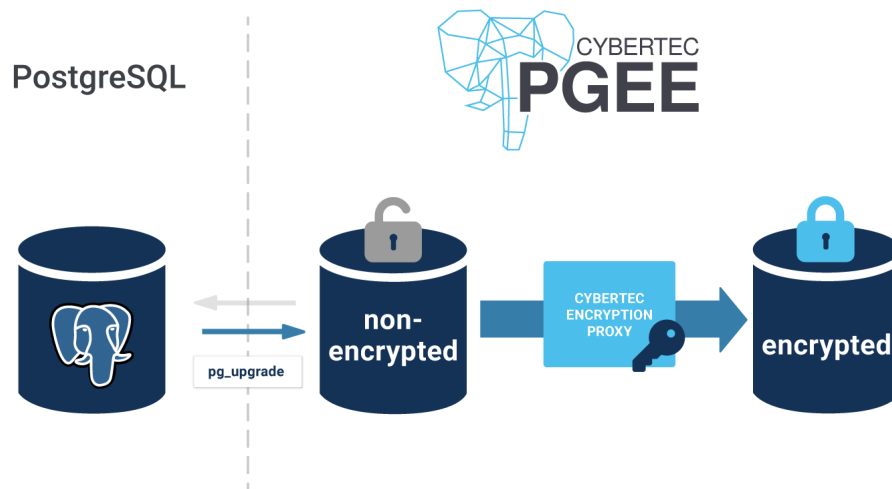 PostgreSQL
CYBERTEC
PGEE
non-
encrypted
pg_upgrade
CYBERTEC
ENCRYPTION
PROXY
encrypted